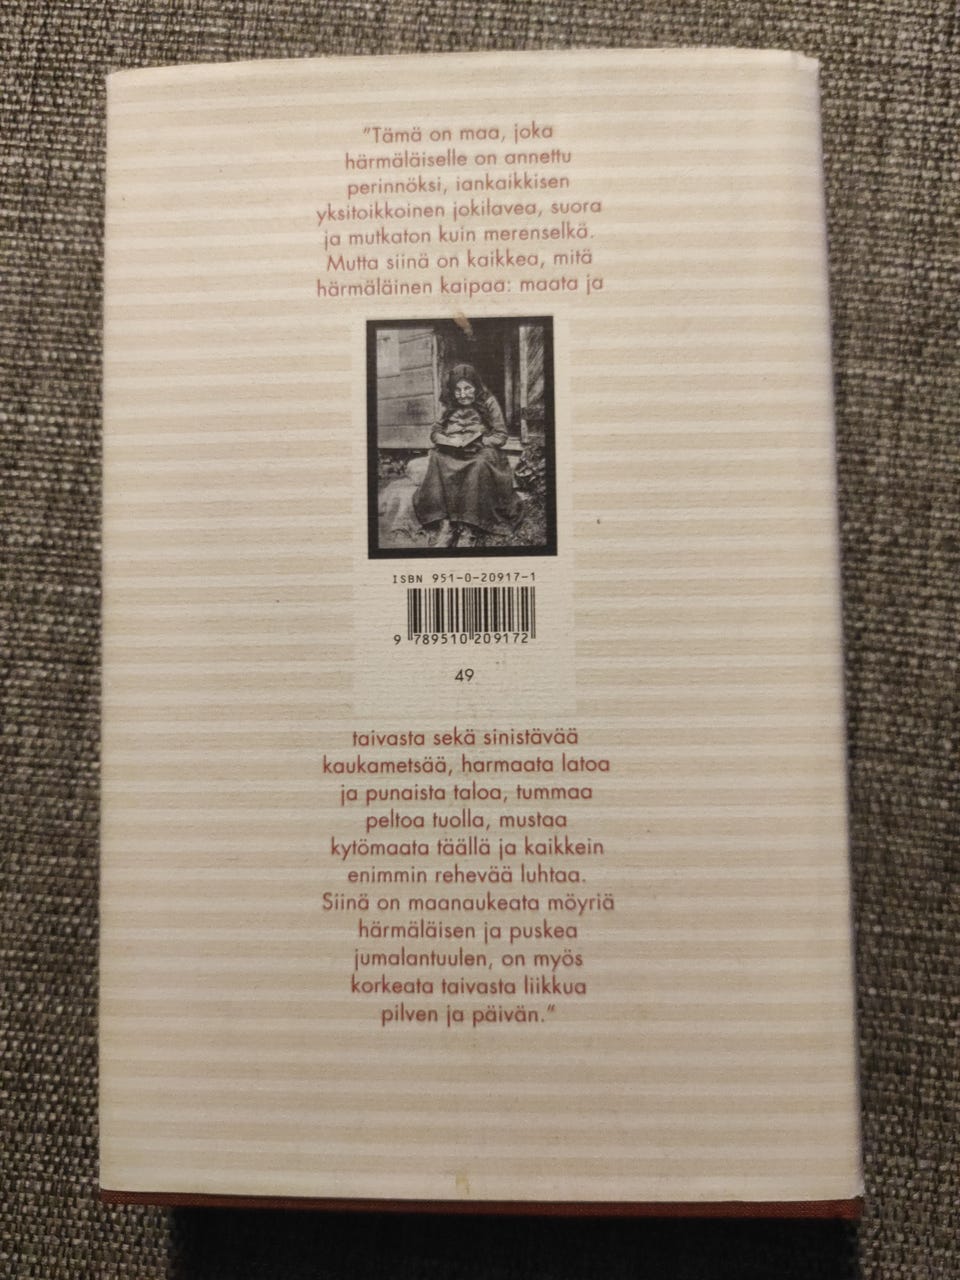 "Tämä on maa, joka
härmäläiselle on annettu
perinnöksi, iankaikkisen
yksitoikkoinen jokilavea, suora
ja mutkaton kuin merenselkä.
Mutta siinä on kaikkea, mitä
härmäläinen kaipaa: maata ja
ISBN 951-0-20917-1
9 789510 209172
49
taivasta sekä sinistävää
kaukametsää, harmaata latoa
ja punaista taloa, tummaa
peltoa tuolla, mustaa
kytömaata täällä ja kaikkein
enimmin rehevää luhtaa.
Siinä on maanaukeata möyriä
härmäläisen ja puskea
jumalantuulen, on myös
korkeata taivasta liikkua
pilven ja päivän."